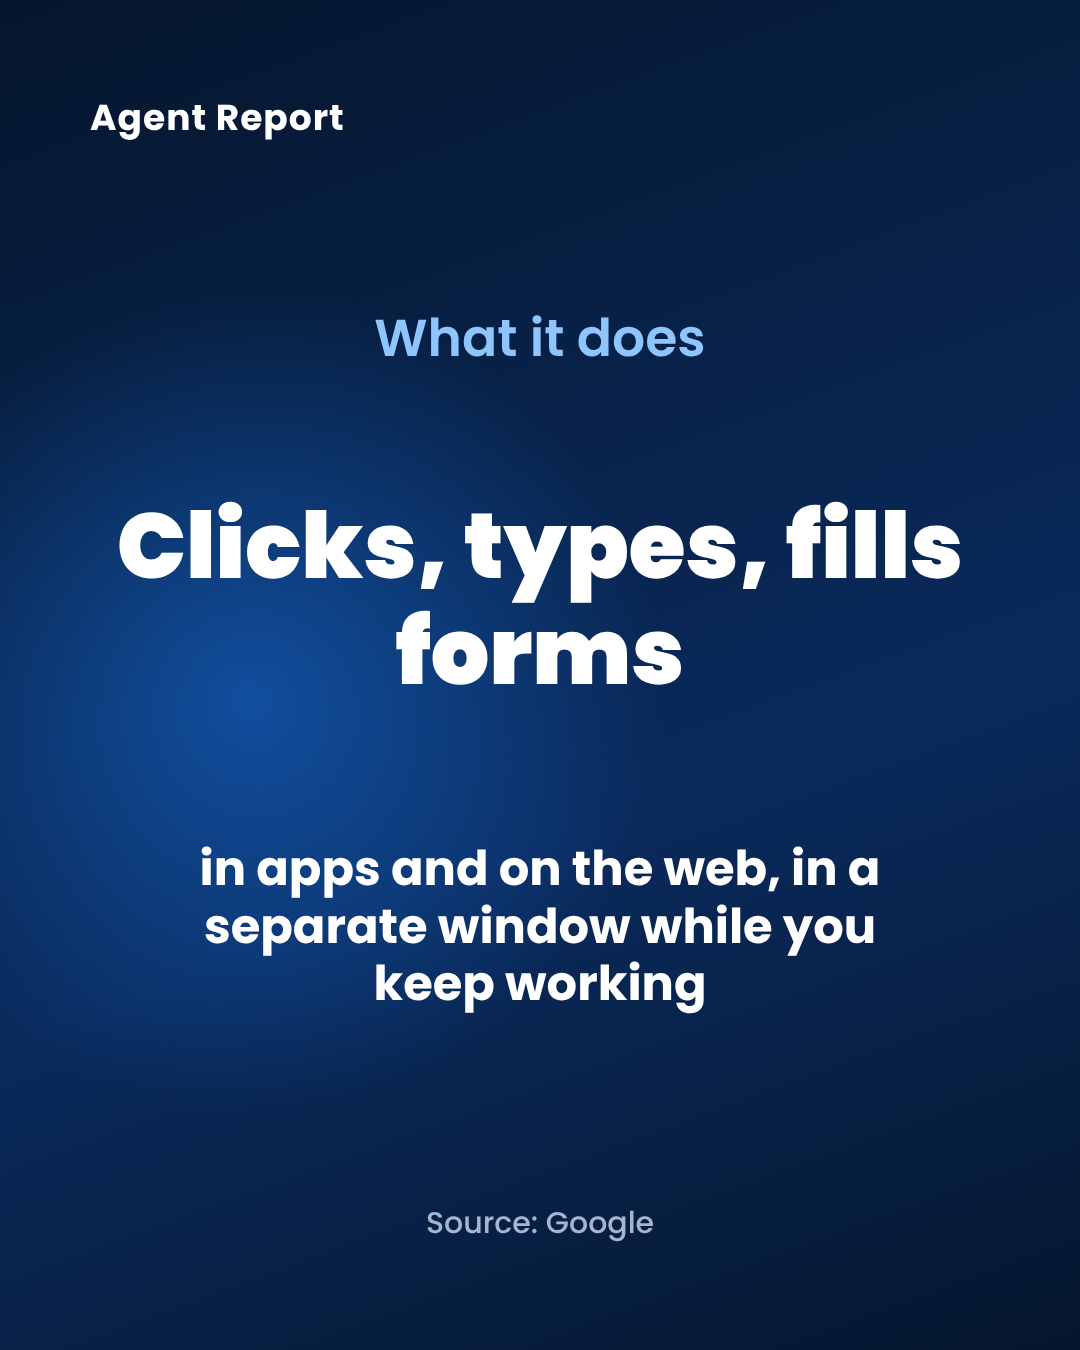 Agent Report
What it does
Clicks, types, fills
forms
in apps and on the web, in a
separate window while you
keep working
Source: Google